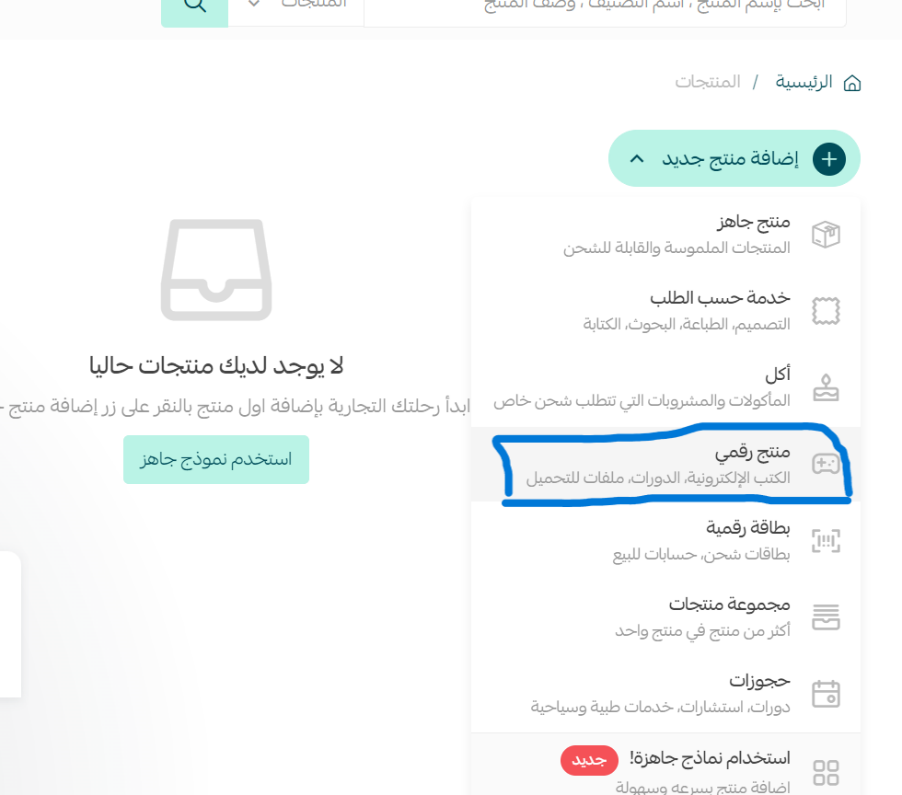 ابحث بإسم المنتج ، اسم التصنيف ، وصف المنتج
المنتجات
الرئيسية / المنتجات
إضافة منتج جديد
منتج جاهز
المنتجات الملموسة والقابلة للشحن
خدمة حسب الطلب
التصميم، الطباعة، البحوث، الكتابة
أكل
المأكولات والمشروبات التي تتطلب شحن خاص
منتج رقمي
الكتب الإلكترونية، الدورات، ملفات للتحميل
بطاقة رقمية
بطاقات شحن، حسابات للبيع
مجموعة منتجات
أكثر من منتج في منتج واحد
حجوزات
دورات، استشارات، خدمات طبية وسياحية
استخدام نماذج جاهزة! جديد
اضافة منتج بسرعه وسهولة
لا يوجد لديك منتجات حاليا
ابدأ رحلتك التجارية بإضافة اول منتج بالنقر على زر إضافة منتج
استخدم نموذج جاهز